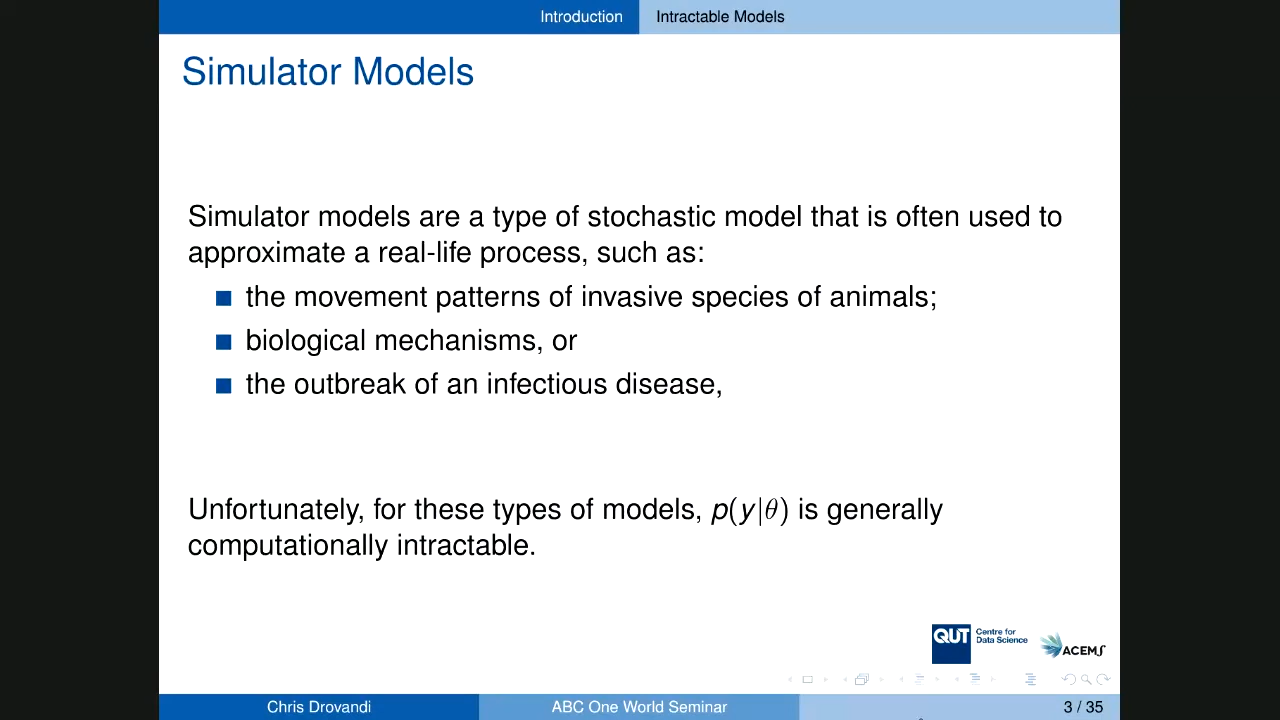 Introduction
Intractable Models
Simulator Models
Simulator models are a type of stochastic model that is often used to
approximate a real-life process, such as:
the movement patterns of invasive species of animals;
biological mechanisms, or
the outbreak of an infectious disease,
Unfortunately, for these types of models, p(y|θ) is generally
computationally intractable.
QUT
Centre for
Data Science
ACEMS
Chris Drovandi
ABC One World Seminar
3 / 35